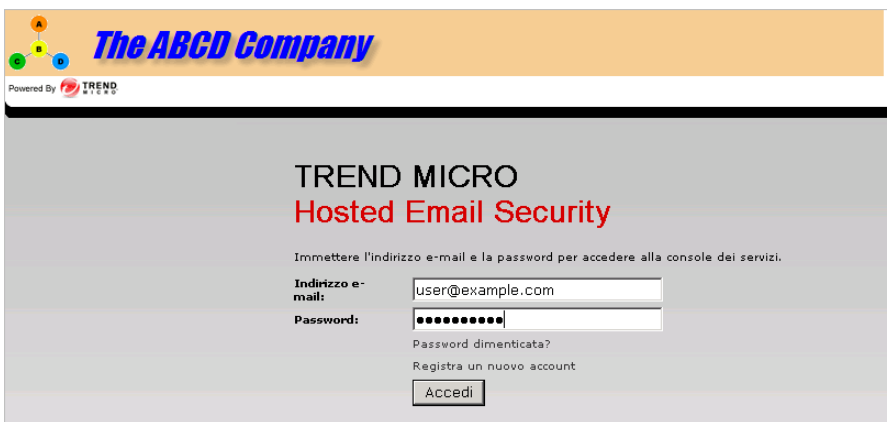 A
B
C
D
The ABCD Company
Powered By TREND MICRO
TREND MICRO
Hosted Email Security
Immettere l'indirizzo e-mail e la password per accedere alla console dei servizi.
Indirizzo e-
mail:
user@example.com
Password:
●●●●●●●●●●
Password dimenticata?
Registra un nuovo account
Accedi